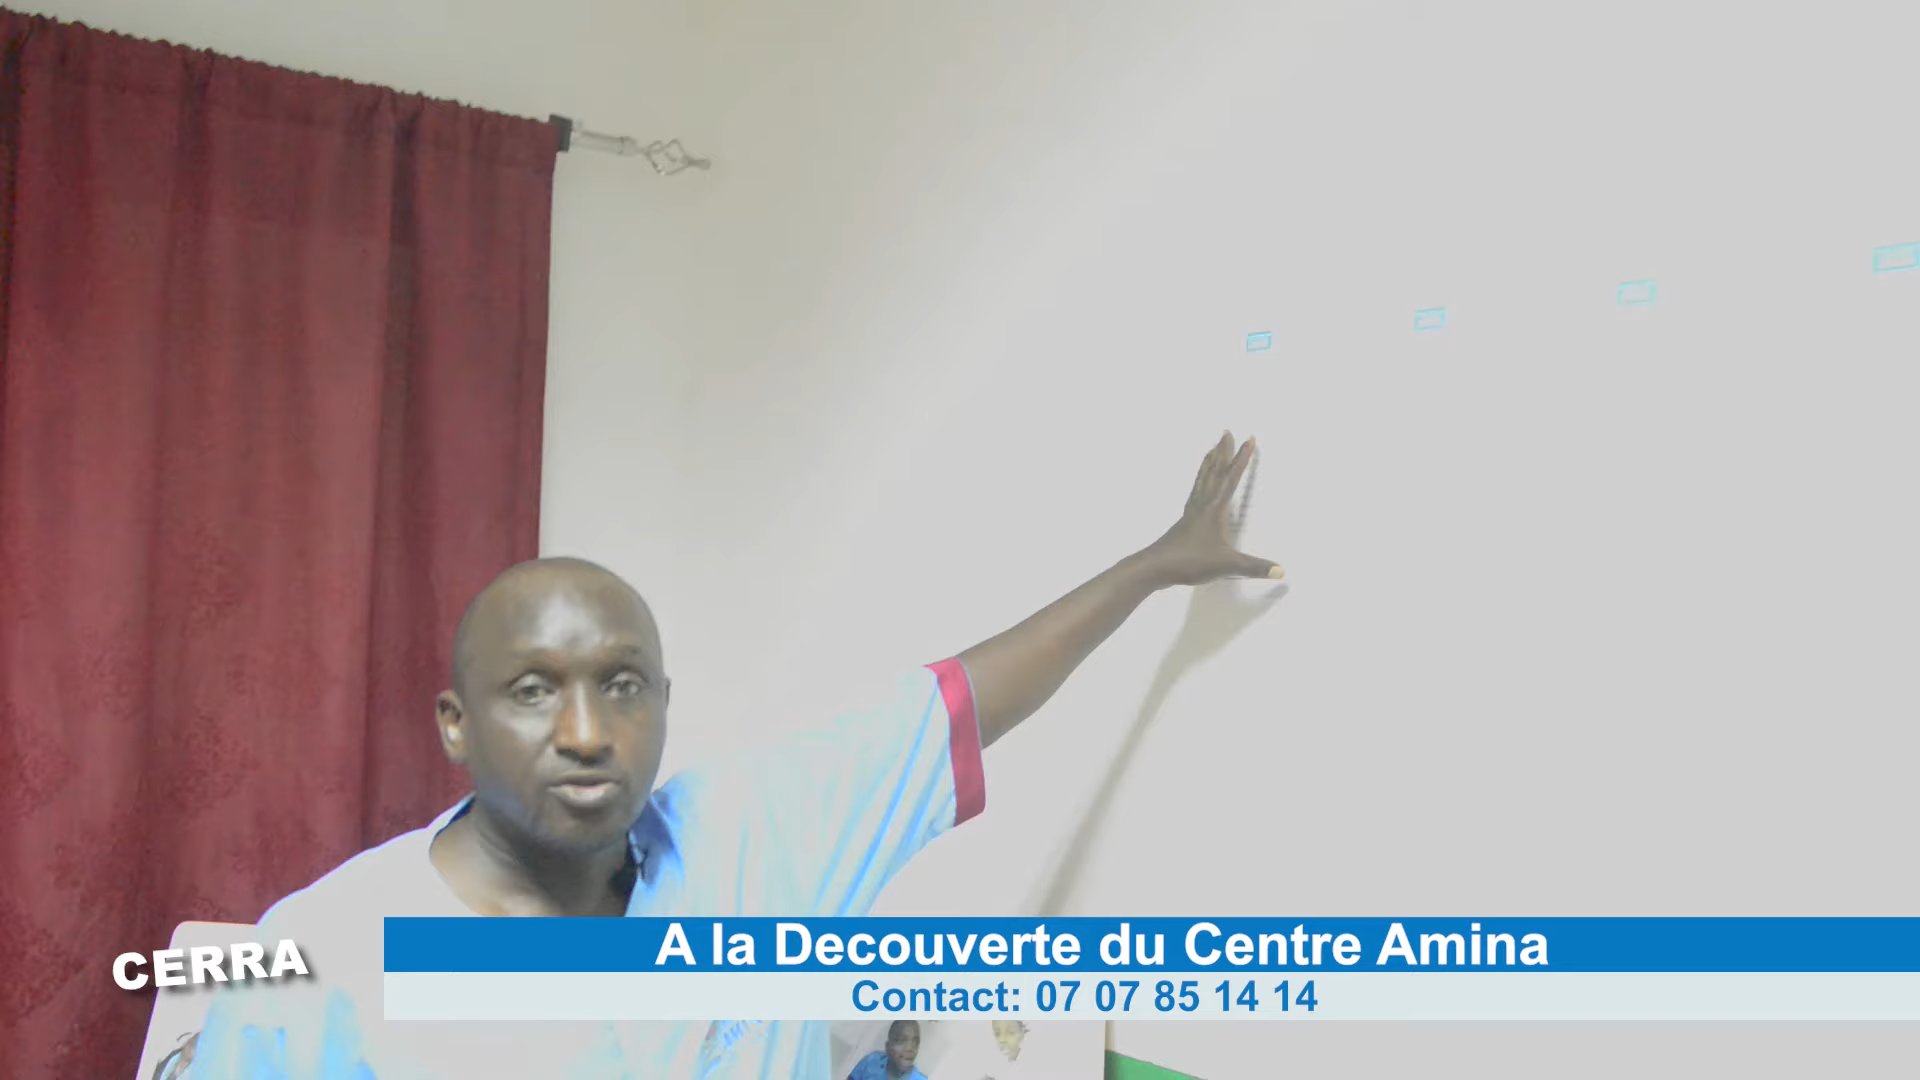 A la Decouverte du Centre Amina
CERRA
Contact: 07 07 85 14 14